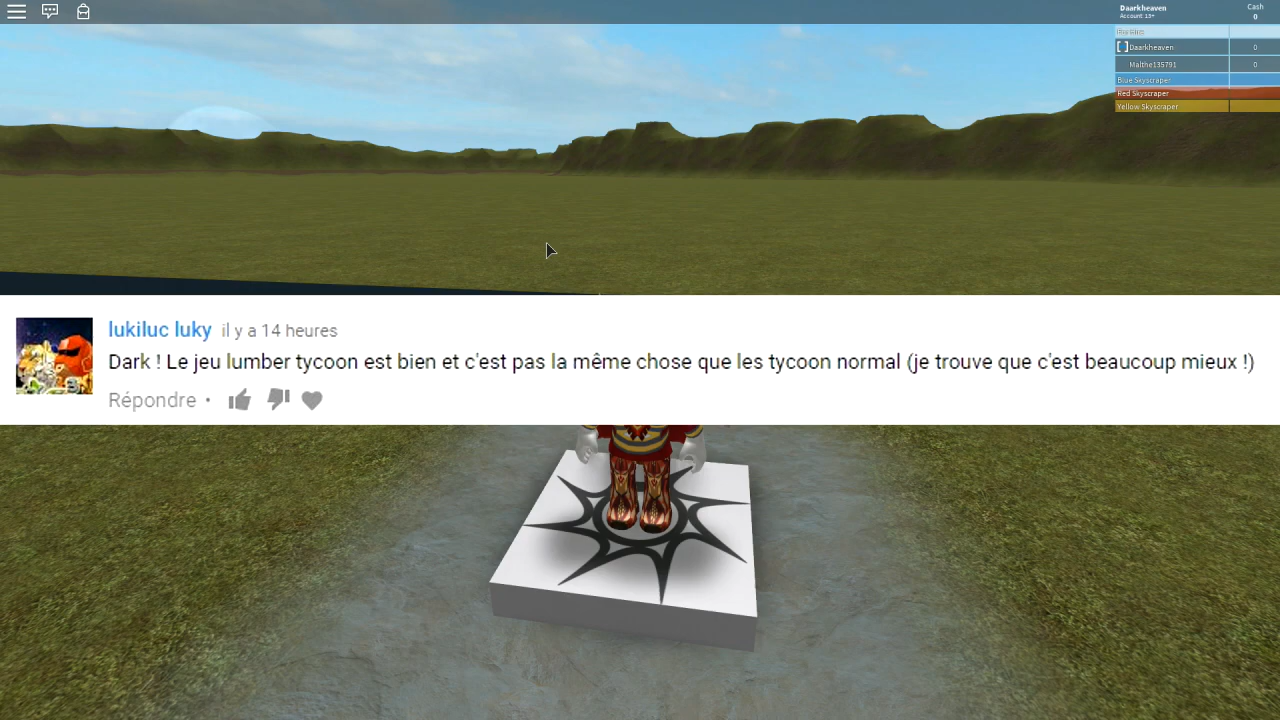 Daarkheaven
Account: 13+
Cash
0
Daarkheaven 0
Malthe135791 0
Blue Skyscraper
Red Skyscraper
Yellow Skyscraper
lukiluc luky il y a 14 heures
Dark ! Le jeu lumber tycoon est bien et c'est pas la même chose que les tycoon normal (je trouve que c'est beaucoup mieux !)
Répondre •